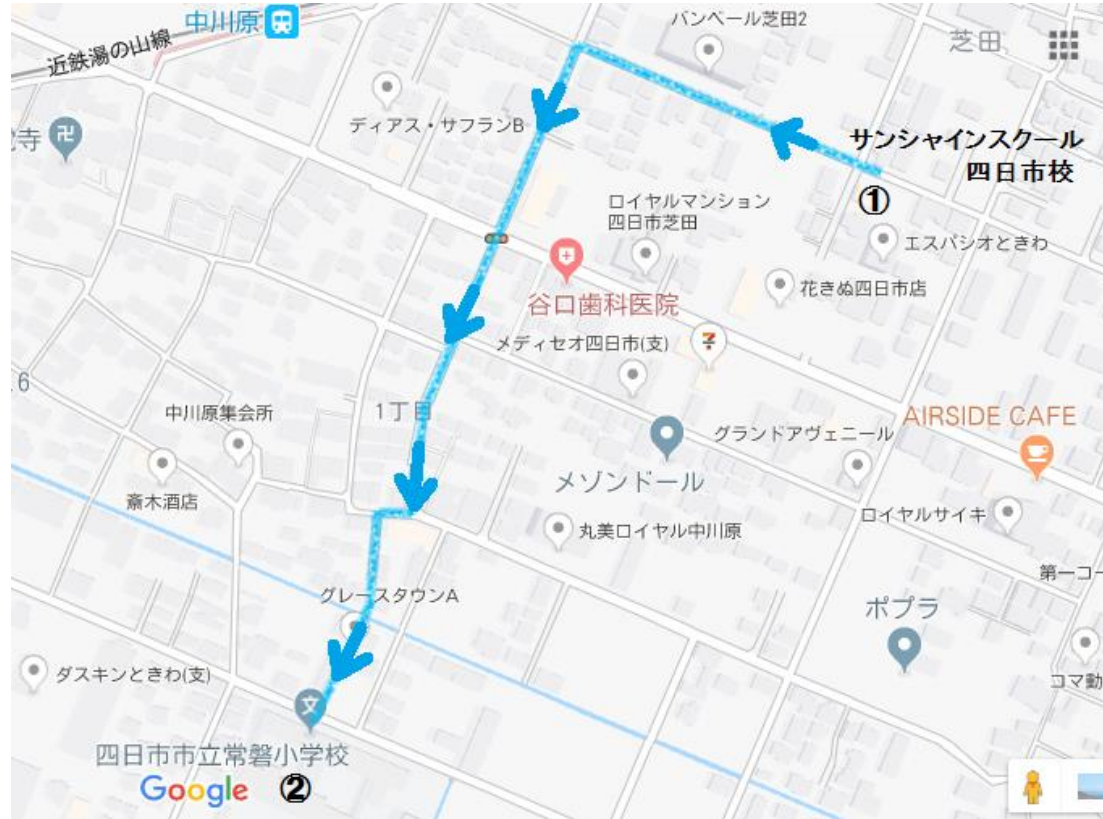 中川原
近鉄湯の山線
バンベール芝田2
芝田
寺
ディアス・サフランB
サンシャインスクール
四日市校
①
ロイヤルマンション
四日市芝田
エスパシオときわ
谷口歯科医院
花きぬ四日市店
メディセオ四日市(支)
6
中川原集会所
1丁目
グランドアヴェニール
AIRSIDE CAFE
メゾンドール
斎木酒店
丸美ロイヤル中川原
ロイヤルサイキ
第一コー
グレースタウンA
ポプラ
ダスキンときわ(支)
コマ動
文
四日市市立常磐小学校
Google
②